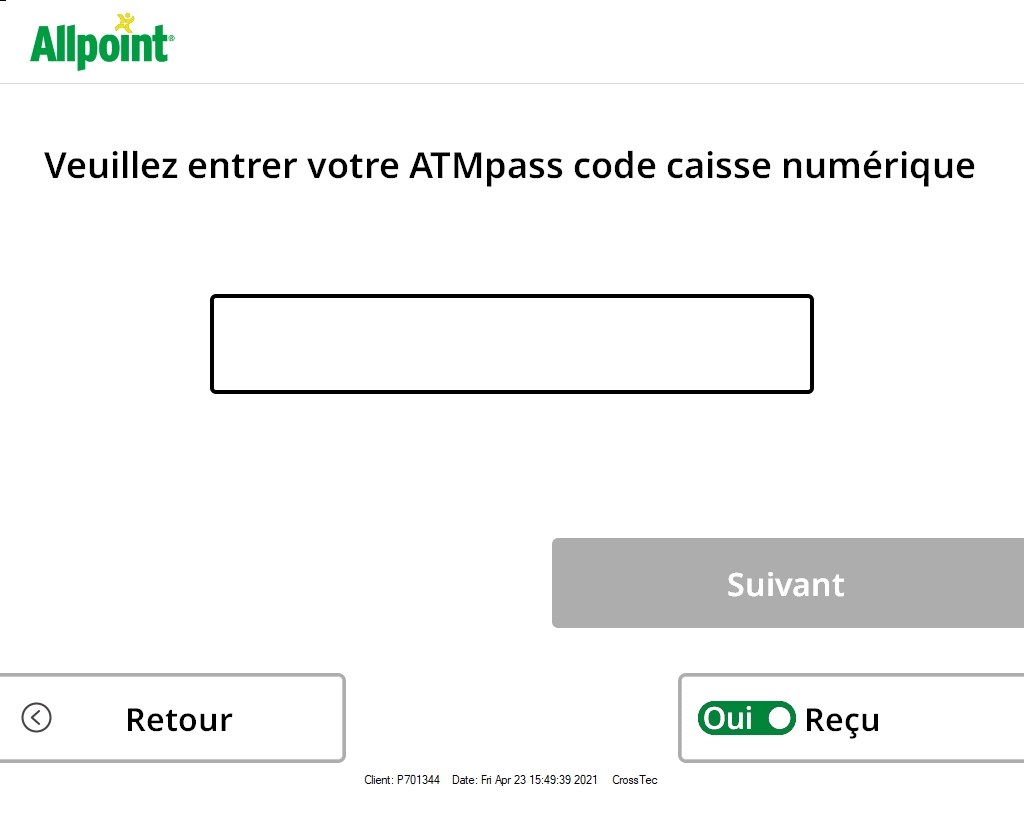 Allpoint®
Veuillez entrer votre ATMpass code caisse numérique
Suivant
Retour
Oui Reçu
Client: P701344 Date: Fri Apr 23 15:49:39 2021 CrossTec